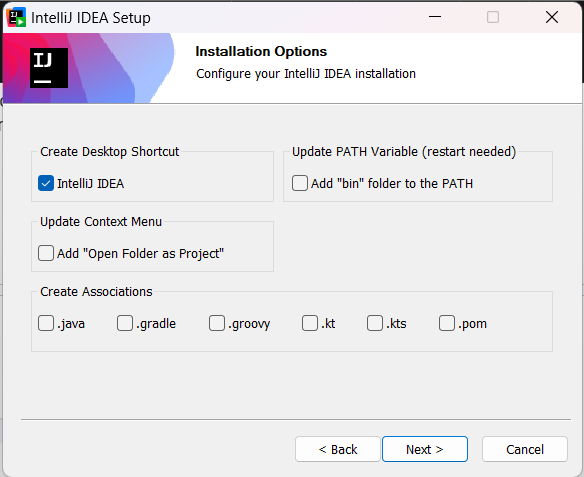 IntelliJ IDEA Setup
IJ
Installation Options
Configure your IntelliJ IDEA installation
Create Desktop Shortcut
IntelliJ IDEA
Update PATH Variable (restart needed)
Add "bin" folder to the PATH
Update Context Menu
Add "Open Folder as Project"
Create Associations
.java .gradle .groovy .kt .kts .pom
< Back Next > Cancel